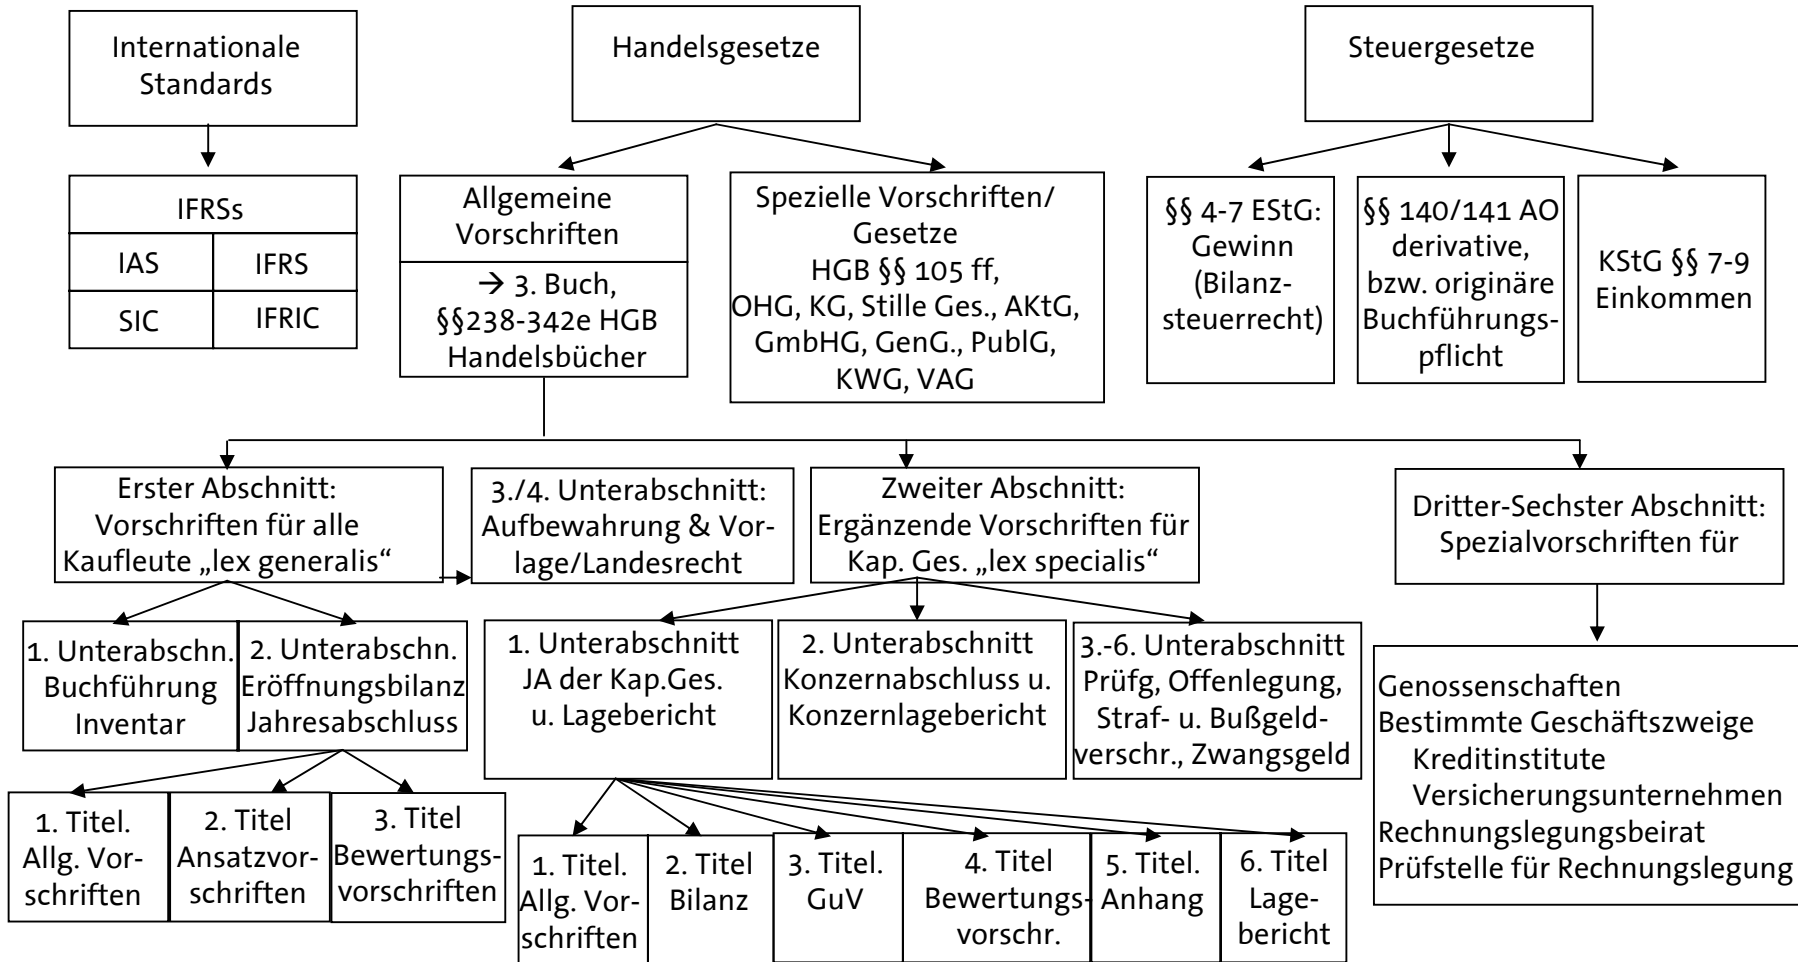 Internationale
Standards
Handelsgesetze
Steuergesetze
IFRSs
IAS
IFRS
SIC
IFRIC
Allgemeine
Vorschriften
→ 3. Buch,
§§238-342e HGB
Handelsbücher
Spezielle Vorschriften/
Gesetze
HGB §§ 105 ff,
OHG, KG, Stille Ges., AKtG,
GmbHG, GenG., PublG,
KWG, VAG
§§ 4-7 EStG:
Gewinn
(Bilanz-
steuerrecht)
§§ 140/141 AO
derivative,
bzw. originäre
Buchführungs-
pflicht
KStG §§ 7-9
Einkommen
Erster Abschnitt:
Vorschriften für alle
Kaufleute „lex generalis“
3./4. Unterabschnitt:
Aufbewahrung & Vor-
lage/Landesrecht
Zweiter Abschnitt:
Ergänzende Vorschriften für
Kap. Ges. „lex specialis“
Dritter-Sechster Abschnitt:
Spezialvorschriften für
1. Unterabschn.
Buchführung
Inventar
2. Unterabschn.
Eröffnungsbilanz
Jahresabschluss
1. Unterabschnitt
JA der Kap.Ges.
u. Lagebericht
2. Unterabschnitt
Konzernabschluss u.
Konzernlagebericht
3.-6. Unterabschnitt
Prüfg, Offenlegung,
Straf- u. Bußgeld-
verschr., Zwangsgeld
Genossenschaften
Bestimmte Geschäftszweige
Kreditinstitute
Versicherungsunternehmen
Rechnungslegungsbeirat
Prüfstelle für Rechnungslegung
1. Titel.
Allg. Vor-
schriften
2. Titel
Ansatzvor-
schriften
3. Titel
Bewertungs-
vorschriften
1. Titel.
Allg. Vor-
schriften
2. Titel
Bilanz
3. Titel.
GuV
4. Titel
Bewertungs-
vorschr.
5. Titel.
Anhang
6. Titel
Lage-
bericht